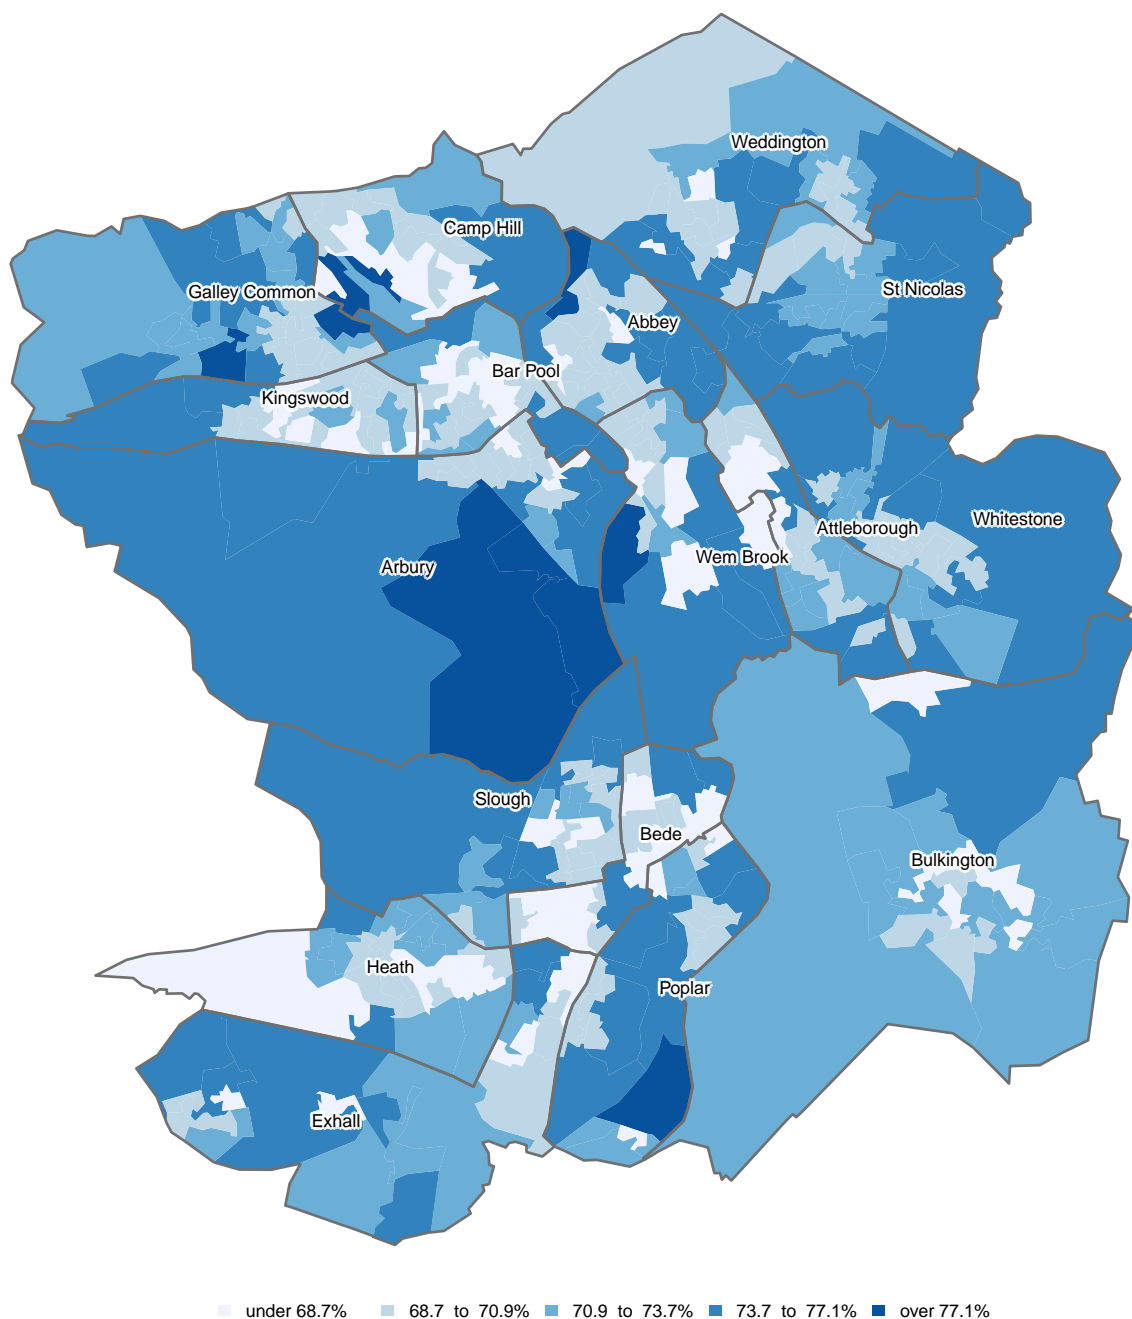 Weddington
Camp Hill
St Nicolas
Galley Common
Abbey
Bar Pool
Kingswood
Whitestone
Attleborough
Wem Brook
Arbury
Slough
Bede
Bulkington
Heath
Poplar
Exhall
under 68.7% 68.7 to 70.9% 70.9 to 73.7% 73.7 to 77.1% over 77.1%